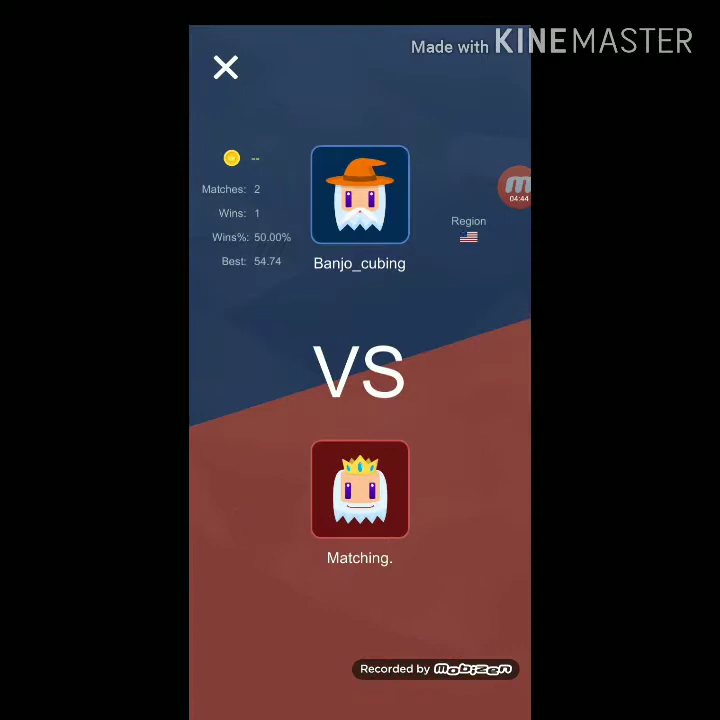 Made with KINEMASTER
--
Matches: 2
Wins: 1
Wins%: 50.00%
Best: 54.74
04:44
Region
Banjo_cubing
VS
Matching.
Recorded by mobizen